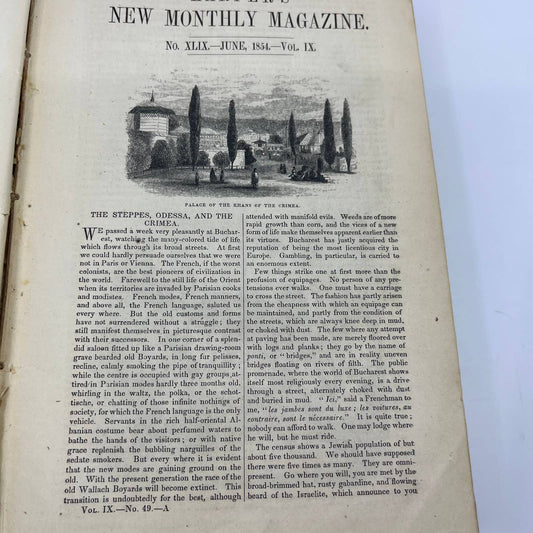 HARPER'S
NEW MONTHLY MAGAZINE.
No. XLIX.—JUNE, 1854.—Vol. IX.
PALACE OF THE KHANS OF THE CRIMEA.
THE STEPPES, ODESSA, AND THE
CRIMEA.
WE passed a week very pleasantly at Buchar-
est, watching the many-colored tide of life
which flows through its broad streets. At first
we could hardly persuade ourselves that we were
not in Paris or Vienna. The French, if the worst
colonists, are the best pioneers of civilization in
the world. Farewell to the still life of the Orient
when its territories are invaded by Parisian cooks
and modistes. French modes, French manners,
and above all, the French language, saluted us
every where. But the old customs and forms
have not surrendered without a struggle; they
still manifest themselves in picturesque contrast
with their successors. In one corner of a splen-
did saloon fitted up like a Parisian drawing-room
grave bearded old Boyards, in long fur pelisses,
recline, calmly smoking the pipe of tranquillity;
while the centre is occupied with gay groups at-
tired in Parisian modes hardly three months old,
whirling in the waltz, the polka, or the schot-
tische, or chatting of those infinite nothings of
society, for which the French language is the only
vehicle. Servants in the rich half-oriental Al-
banian costume bear about perfumed waters to
bathe the hands of the visitors; or with native
grace replenish the bubbling narguilles of the
sedate smokers. But every where it is evident
that the new modes are gaining ground on the
old. With the present generation the race of the
old Wallach Boyards will become extinct. This
transition is undoubtedly for the best, although
Vol. IX.—No. 49.—A
attended with manifold evils. Weeds are of more
rapid growth than corn, and the vices of a new
form of life make themselves apparent earlier than
its virtues. Bucharest has justly acquired the
reputation of being the most licentious city in
Europe. Gambling, in particular, is carried to
an enormous extent.
Few things strike one at first more than the
profusion of equipages. No person of any pre-
tensions ever walks. One must have a carriage
to cross the street. The fashion has partly arisen
from the cheapness with which an equipage can
be maintained, and partly from the condition of
the streets, which are always knee deep in mud,
or choked with dust. The few where any attempt
at paving has been made, are merely floored over
with logs and planks; they go by the name of
ponti, or "bridges," and are in reality uneven
bridges floating on rivers of filth. The public
promenade, where the world of Bucharest shows
itself most religiously every evening, is a drive
through a street, alternately choked with dust
and buried in mud. "Ici," said a Frenchman to
me, "les jambes sont du luxe; les voitures, au
contraire, sont le nécessaire." It is quite true;
nobody can afford to walk. One may lodge where
he will, but he must ride.
The census shows a Jewish population of but
about five thousand. We should have supposed
there were five times as many. They are omni-
present. Go where you will, you are met by the
broad-brimmed hat, rusty gabardine, and flowing
beard of the Israelite, which announce to you